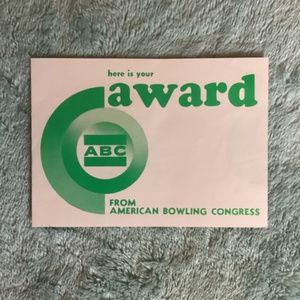 here is your
award
ABC
FROM
AMERICAN BOWLING CONGRESS